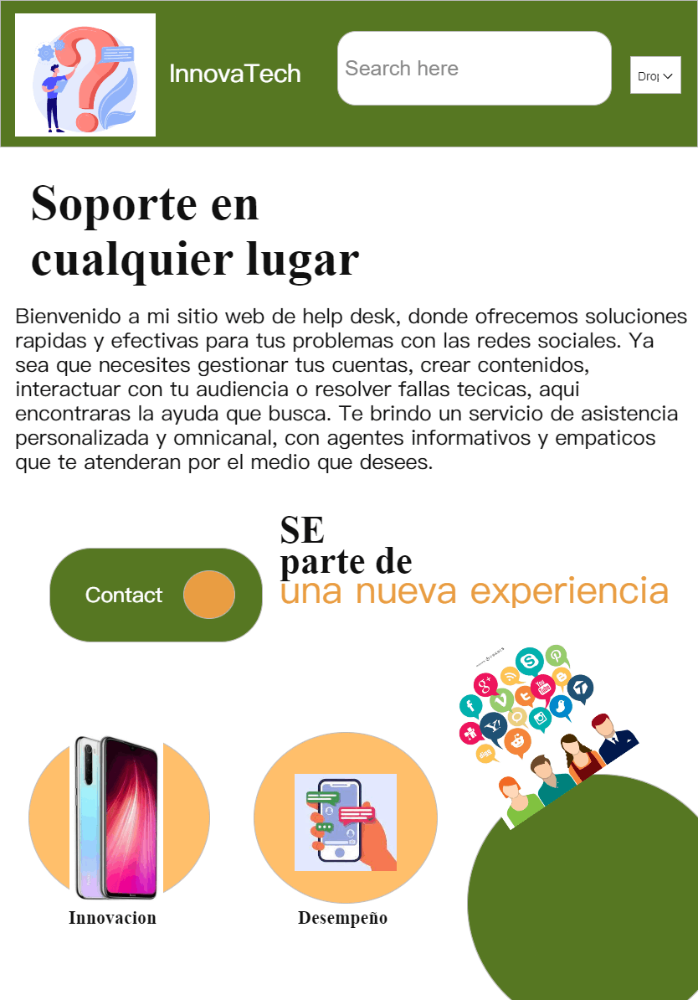 InnovaTech
Search here
Drop
Soporte en
cualquier lugar
Bienvenido a mi sitio web de help desk, donde ofrecemos soluciones
rapidas y efectivas para tus problemas con las redes sociales. Ya
sea que necesites gestionar tus cuentas, crear contenidos,
interactuar con tu audiencia o resolver fallas tecicas, aqui
encontraras la ayuda que busca. Te brindo un servicio de asistencia
personalizada y omnicanal, con agentes informativos y empaticos
que te atenderan por el medio que desees.
SE
parte de
una nueva experiencia
Contact
You
Tube
g+
digg
Innovacion
Desempeño